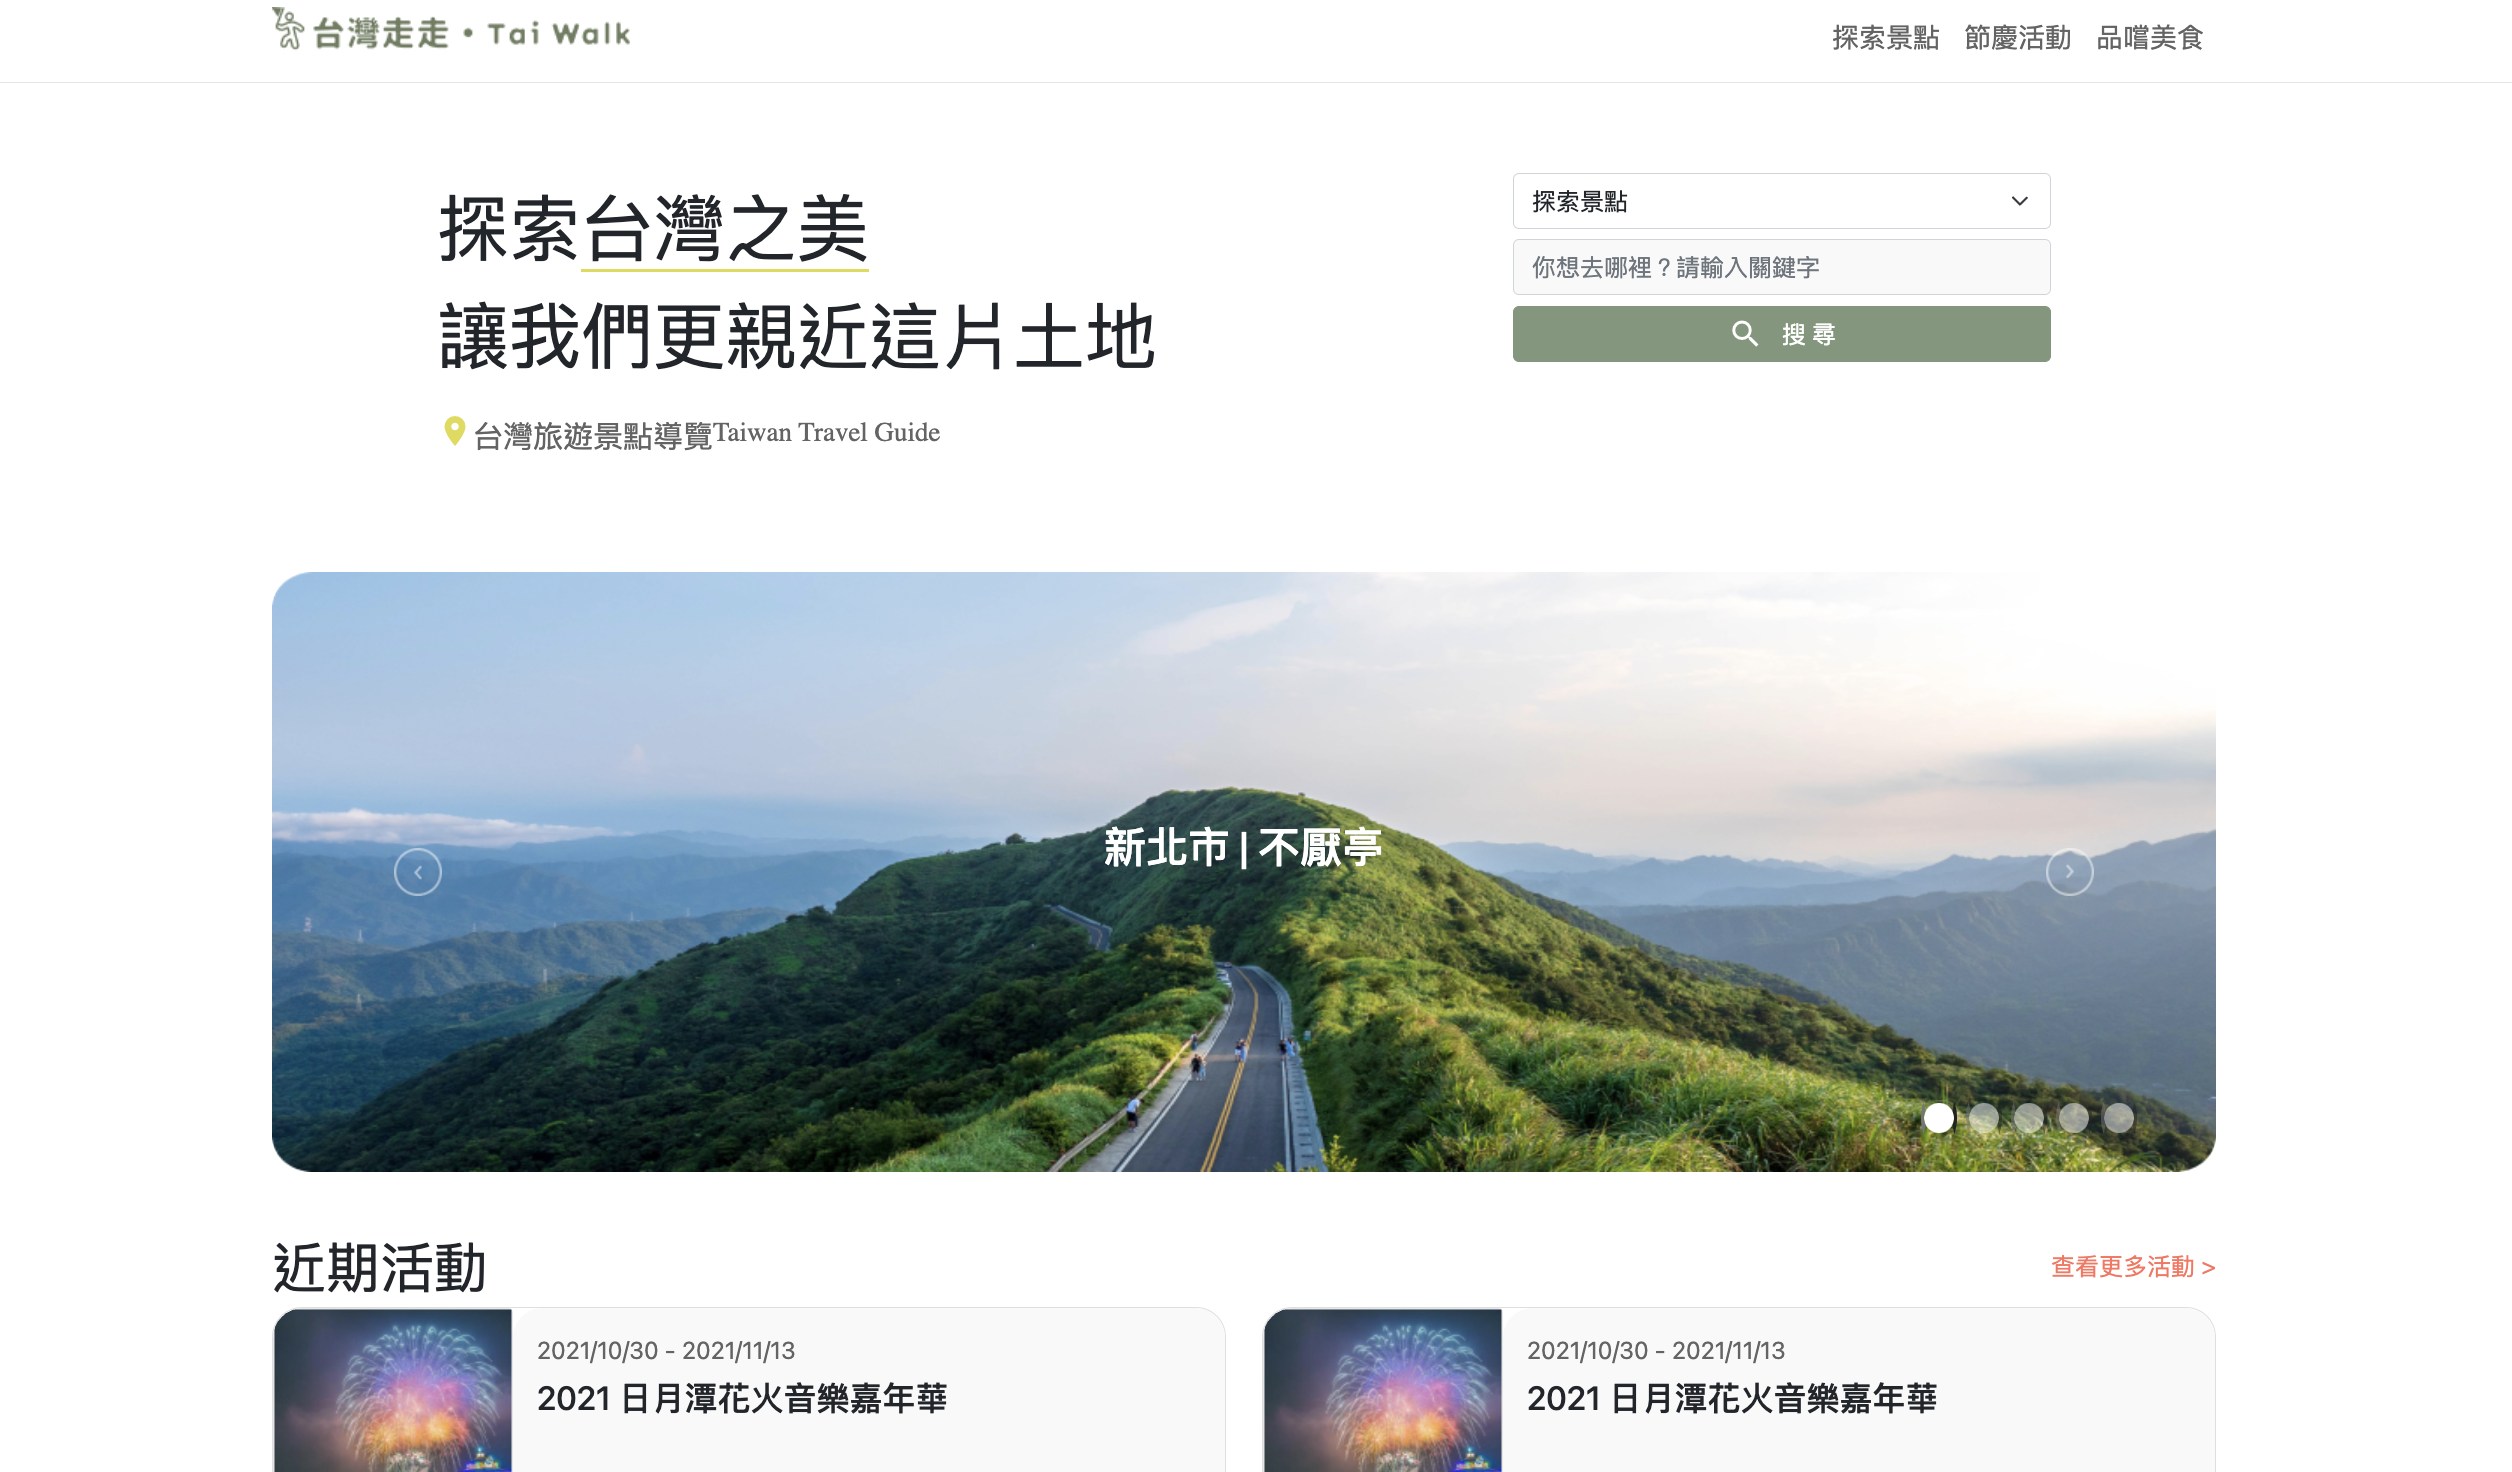 台灣走走・Tai Walk
探索景點 節慶活動 品嚐美食
探索台灣之美
讓我們更親近這片土地
台灣旅遊景點導覽Taiwan Travel Guide
探索景點
你想去哪裡？請輸入關鍵字
搜尋
新北市 | 不厭亭
近期活動
查看更多活動 >
2021/10/30 - 2021/11/13
2021 日月潭花火音樂嘉年華
2021/10/30 - 2021/11/13
2021 日月潭花火音樂嘉年華